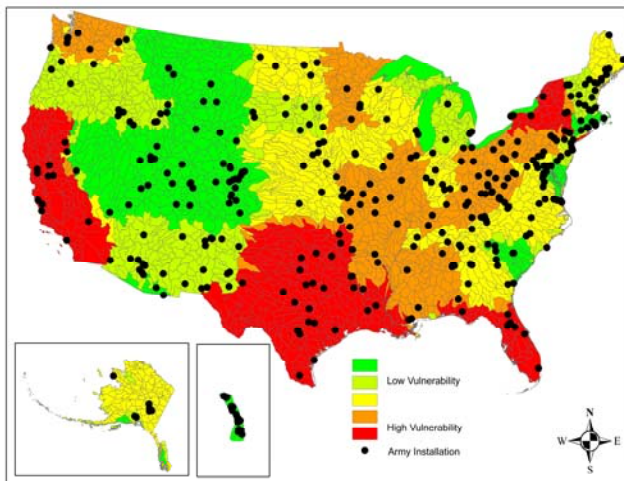 Low Vulnerability
High Vulnerability
Army Installation
N
W E
S